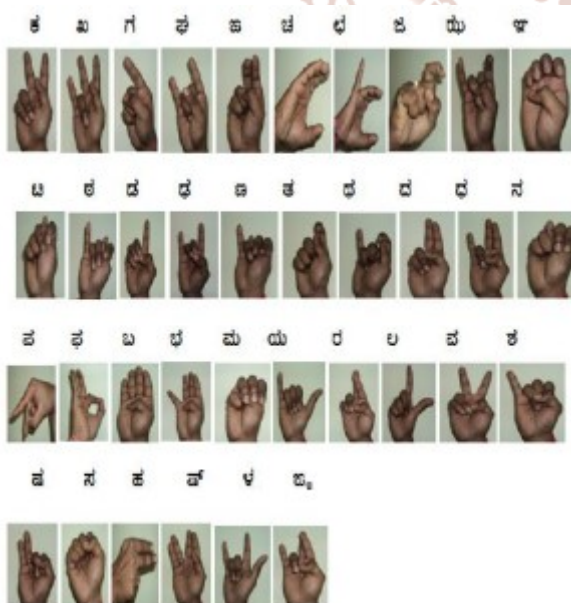 ಕ ಖ ಗ ಘ ಙ ಚ ಛ ಜ ಝ ಞ
ಟ ಠ ಡ ಢ ಣ ತ ಥ ದ ಧ ನ
ಪ ಫ ಬ ಭ ಮ ಯ ರ ಲ ವ ಶ
ಷ ಸ ಹ ಳ